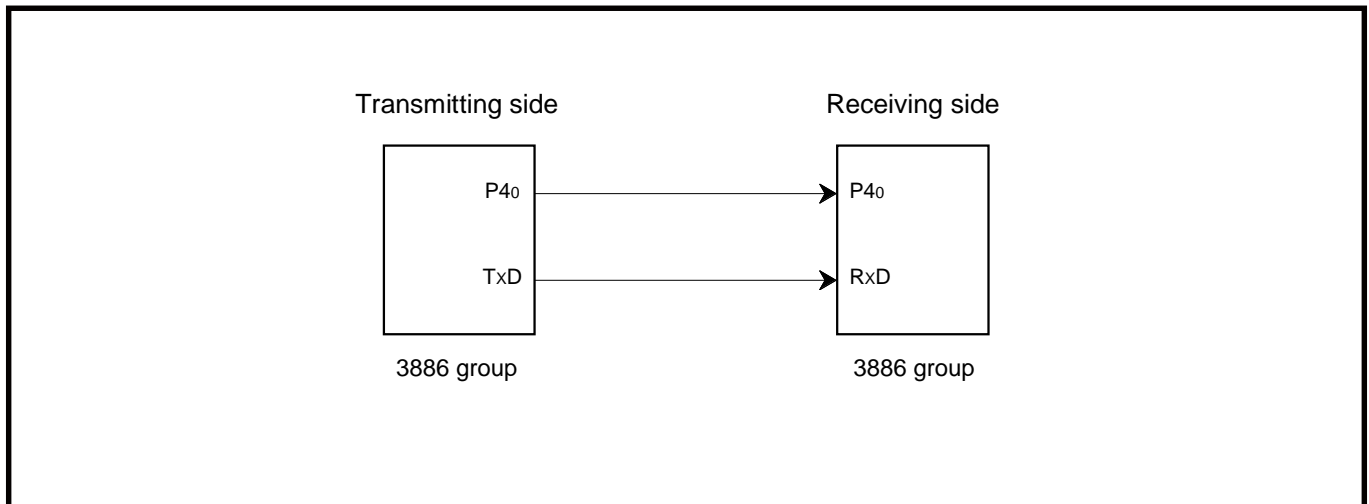 Transmitting side
Receiving side
P40
P40
TxD
RxD
3886 group
3886 group